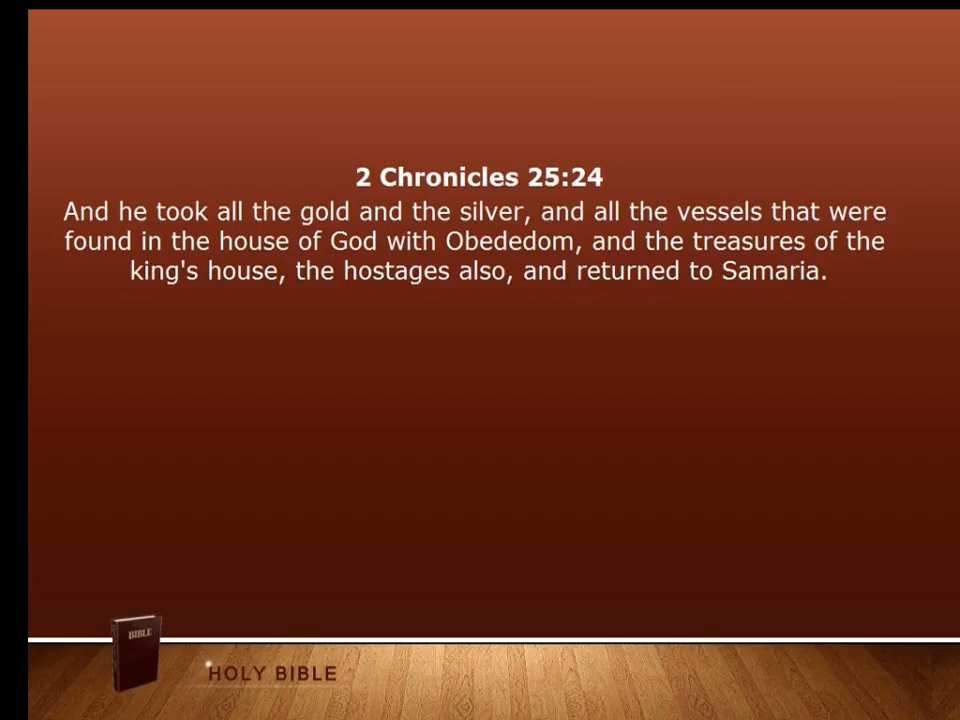 2 Chronicles 25:24
And he took all the gold and the silver, and all the vessels that were
found in the house of God with Obededom, and the treasures of the
king's house, the hostages also, and returned to Samaria.
BIBLE
HOLY BIBLE